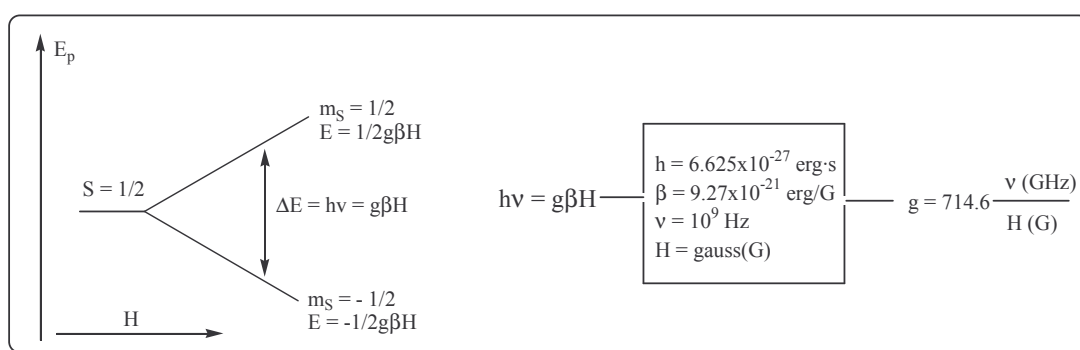 E_p
m_S = 1/2
E = 1/2gβH
S = 1/2
ΔE = hν = gβH
m_S = - 1/2
E = -1/2gβH
H
hν = gβH
h = 6.625x10^-27 erg·s
β = 9.27x10^-21 erg/G
ν = 10^9 Hz
H = gauss(G)
g = 714.6 ν (GHz)
H (G)